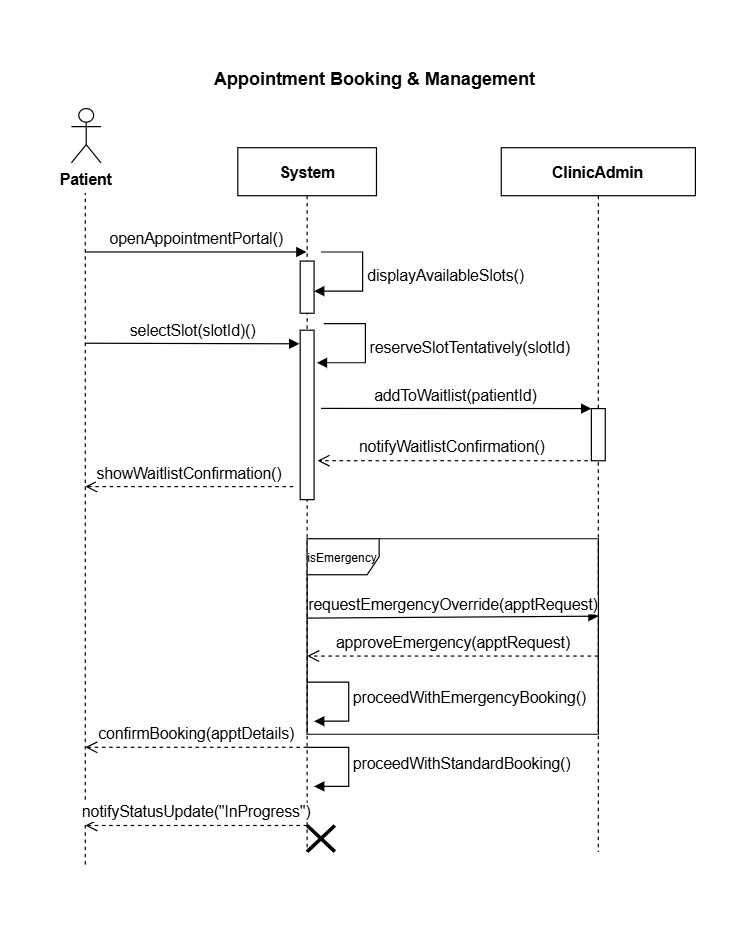 Appointment Booking & Management
Patient
System
ClinicAdmin
openAppointmentPortal()
displayAvailableSlots()
selectSlot(slotId)()
reserveSlotTentatively(slotId)
addToWaitlist(patientId)
notifyWaitlistConfirmation()
showWaitlistConfirmation()
isEmergency
requestEmergencyOverride(apptRequest)
approveEmergency(apptRequest)
proceedWithEmergencyBooking()
confirmBooking(apptDetails)
proceedWithStandardBooking()
notifyStatusUpdate("InProgress")